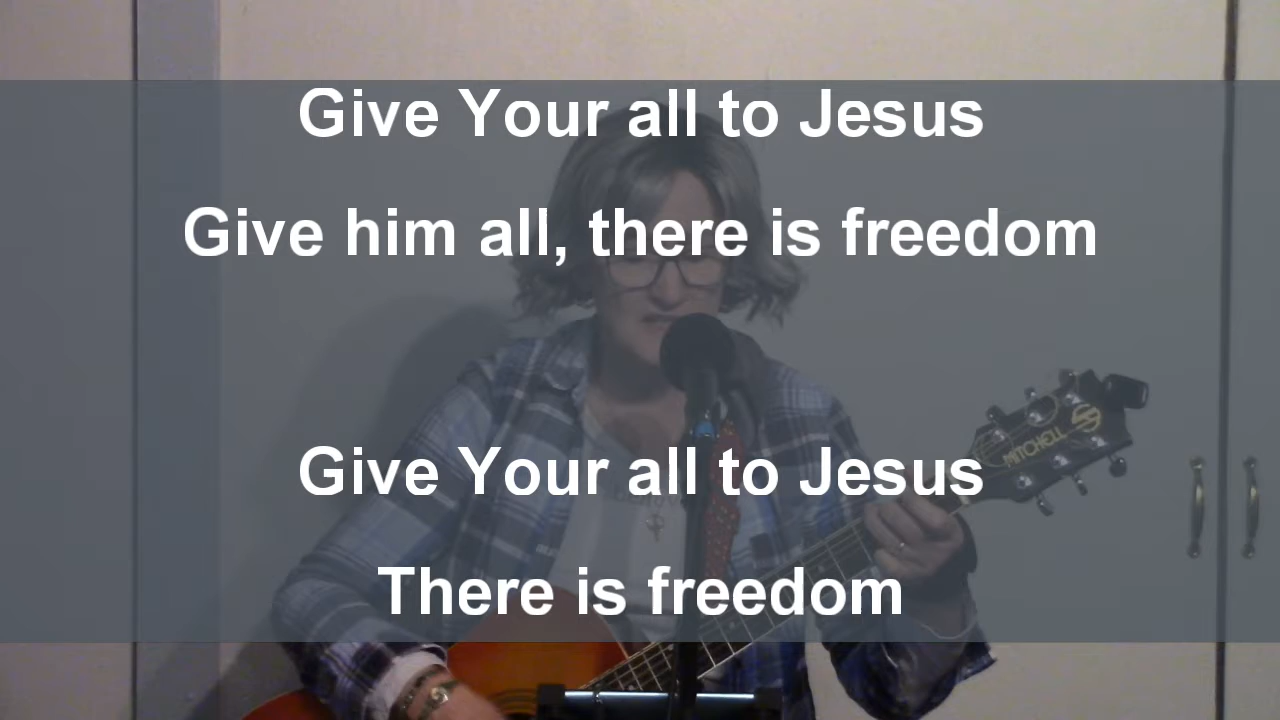 Give Your all to Jesus
Give him all, there is freedom
MITCHELL
Give Your all to Jesus
There is freedom